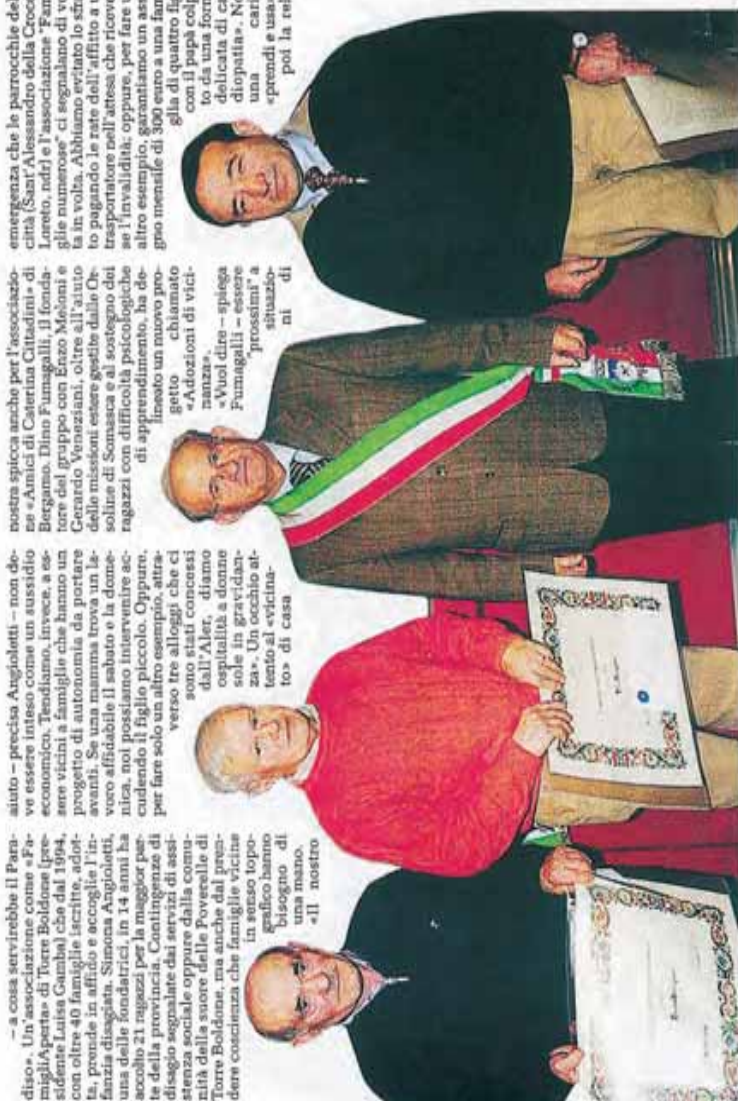 – a cosa servirebbe il Para-
diso». Un'associazione come «Fa-
migliAperta» di Torre Boldone (pre-
sidente Luisa Gamba) che dal 1994,
con oltre 40 famiglie iscritte, adot-
ta, prende in affido e accoglie l'in-
fanzia disagiata. Simona Angioletti,
una delle fondatrici, in 14 anni ha
accolto 21 ragazzi per la maggior par-
te della provincia. Contingenze di
disagio segnalate dai servizi di assi-
stenza sociale oppure dalla comu-
nità della suore delle Poverelle di
Torre Boldone, ma anche dal pren-
dere coscienza che famiglie vicine
in senso topo-
grafico hanno
bisogno di
una mano.
«Il nostro
aiuto – precisa Angioletti – non de-
ve essere inteso come un sussidio
economico. Tendiamo, invece, a es-
sere vicini a famiglie che hanno un
progetto di autonomia da portare
avanti. Se una mamma trova un la-
voro affidabile il sabato e la dome-
nica, noi possiamo intervenire ac-
cudendo il figlio piccolo. Oppure,
per fare solo un altro esempio, attra-
verso tre alloggi che ci
sono stati concessi
dall'Aler, diamo
ospitalità a donne
sole in gravidan-
za». Un occhio at-
tento al «vicina-
to» di casa
nostra spicca anche per l'associazio-
ne «Amici di Caterina Cittadini» di
Bergamo. Dino Fumagalli, il fonda-
tore del gruppo con Enzo Meloni e
Gerardo Veneziani, oltre all'aiuto
delle missioni estere gestite dalle Or-
soline di Somasca e al sostegno dei
ragazzi con difficoltà psicologiche
di apprendimento, ha de-
lineato un nuovo pro-
getto chiamato
«Adozioni di vici-
nanza».
«Vuol dire – spiega
Fumagalli – essere
"prossimi" a
situazio-
ni di
emergenza che le parrocchie del
città (Sant'Alessandro della Croce
Loreto, ndr) e l'associazione "Fam
glie numerose" ci segnalano di vo
ta in volta. Abbiamo evitato lo sfra
to pagando le rate dell'affitto a u
trasportatore nell'attesa che ricove
se l'invalidità; oppure, per fare u
altro esempio, garantiamo un ass
gno mensile di 300 euro a una fam
glia di quattro fig
con il papà colp
to da una form
delicata di ca
diopatia». No
una cari
«prendi e usa
poi la rel